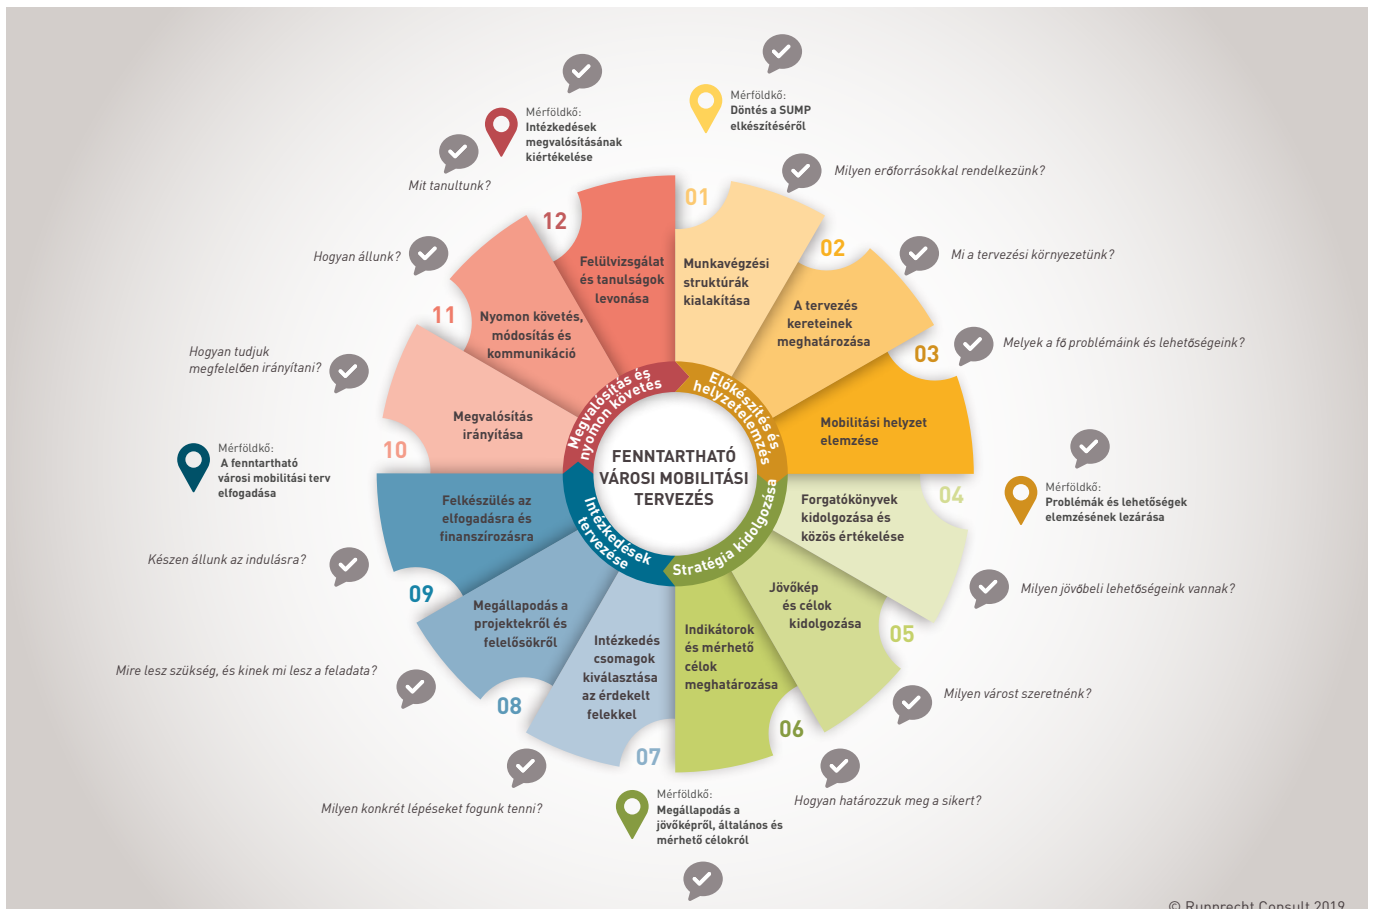 Mérföldkő:
Döntés a SUMP
elkészítéséről
Mérföldkő:
Intézkedések
megvalósításának
kiértékelése
Mit tanultunk?
Milyen erőforrásokkal rendelkezünk?
01
Munkavégzési
struktúrák
kialakítása
02
Mi a tervezési környezetünk?
A tervezés
kereteinek
meghatározása
03
Melyek a fő problémáink és lehetőségeink?
Mobilitási helyzet
elemzése
Mérföldkő:
Problémák és lehetőségek
elemzésének lezárása
04
Forgatókönyvek
kidolgozása és
közös értékelése
Milyen jövőbeli lehetőségeink vannak?
05
Jövőkép
és célok
kidolgozása
Milyen várost szeretnénk?
06
Indikátorok
és mérhető
célok
meghatározása
Hogyan határozzuk meg a sikert?
Mérföldkő:
Megállapodás a
jövőképről, általános és
mérhető célokról
07
Intézkedés
csomagok
kiválasztása
az érdekelt
felekkel
Milyen konkrét lépéseket fogunk tenni?
08
Megállapodás a
projektekről és
felelősökről
Mire lesz szükség, és kinek mi lesz a feladata?
09
Felkészülés az
elfogadásra és
finanszírozásra
Készen állunk az indulásra?
Mérföldkő:
A fenntartható
városi mobilitási terv
elfogadása
10
Megvalósítás
irányítása
Hogyan tudjuk
megfelelően irányítani?
11
Nyomon követés,
módosítás és
kommunikáció
Hogyan állunk?
12
Felülvizsgálat
és tanulságok
levonása
Előkészítés és
helyzetelemzés
Stratégia kidolgozása
Intézkedések
tervezése
Megvalósítás és
nyomon követés
FENNTARTHATÓ
VÁROSI MOBILITÁSI
TERVEZÉS
© Rupprecht Consult 2019